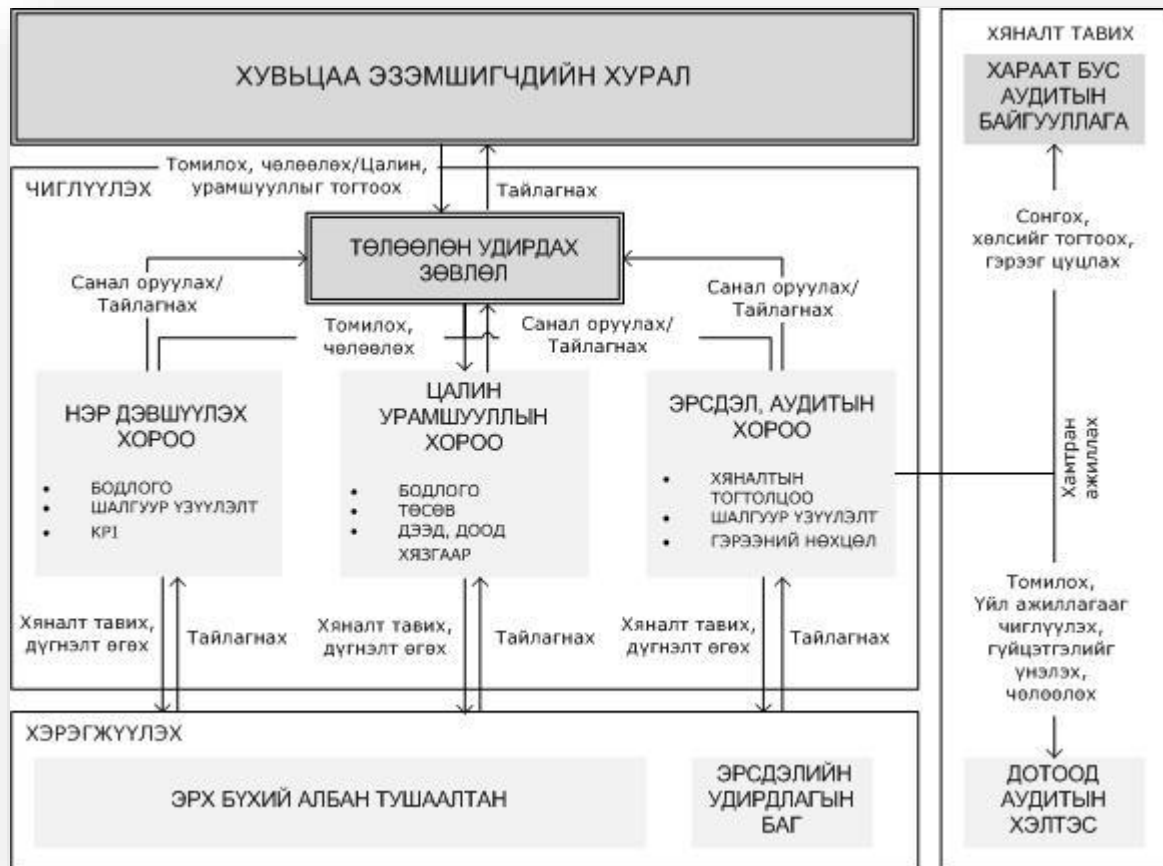 ХУВЬЦАА ЭЗЭМШИГЧДИЙН ХУРАЛ
Томилох, чөлөөлөх/Цалин,
урамшууллыг тогтоох
Тайлагнах
ЧИГЛҮҮЛЭХ
ТӨЛӨӨЛӨН УДИРДАХ
ЗӨВЛӨЛ
Санал оруулах/
Тайлагнах
Томилох,
чөлөөлөх
Санал оруулах/
Тайлагнах
Санал оруулах/
Тайлагнах
НЭР ДЭВШҮҮЛЭХ
ХОРОО
• БОДЛОГО
• ШАЛГУУР ҮЗҮҮЛЭЛТ
• KPI
ЦАЛИН
УРАМШУУЛЛЫН
ХОРОО
• БОДЛОГО
• ТӨСӨВ
• ДЭЭД, ДООД
ХЯЗГААР
ЭРСДЭЛ, АУДИТЫН
ХОРОО
• ХЯНАЛТЫН
ТОГТОЛЦОО
• ШАЛГУУР ҮЗҮҮЛЭЛТ
• ГЭРЭЭНИЙ НӨХЦӨЛ
Хяналт тавих,
дүгнэлт өгөх
Тайлагнах
Хяналт тавих,
дүгнэлт өгөх
Тайлагнах
Хяналт тавих,
дүгнэлт өгөх
Тайлагнах
ХЭРЭГЖҮҮЛЭХ
ЭРХ БҮХИЙ АЛБАН ТУШААЛТАН
ЭРСДЭЛИЙН
УДИРДЛАГЫН
БАГ
ХЯНАЛТ ТАВИХ
ХАРААТ БУС
АУДИТЫН
БАЙГУУЛЛАГА
Сонгох,
хөлсийг тогтоох,
гэрээг цуцлах
Хамтран
ажиллах
Томилох,
Үйл ажиллагааг
чиглүүлэх,
гүйцэтгэлийг
үнэлэх,
чөлөөлөх
ДОТООД
АУДИТЫН
ХЭЛТЭС